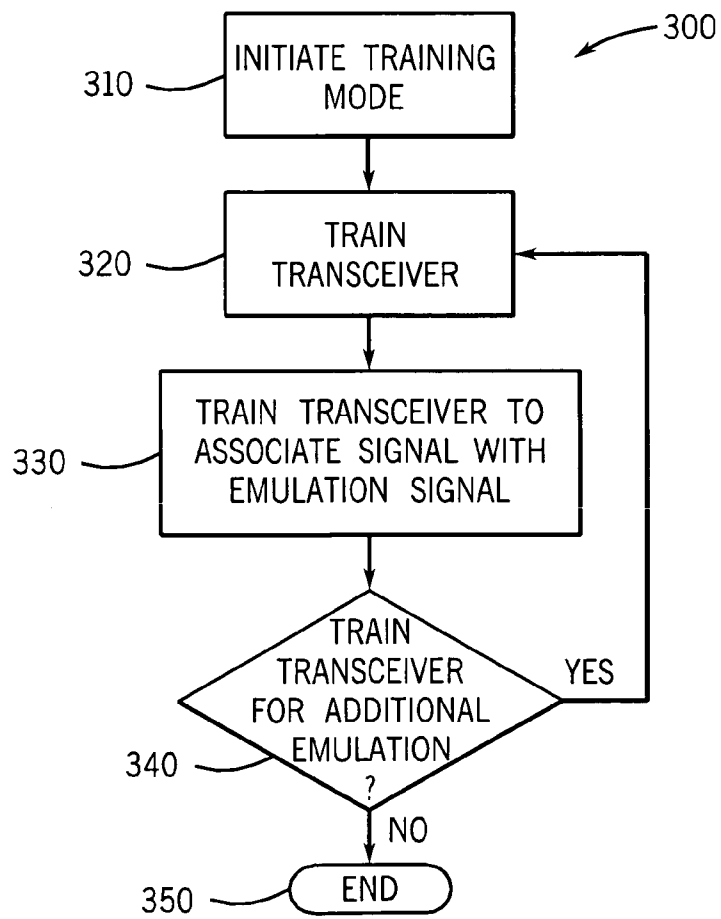 300
INITIATE TRAINING
MODE
310
TRAIN
TRANSCEIVER
320
TRAIN TRANSCEIVER TO
ASSOCIATE SIGNAL WITH
EMULATION SIGNAL
330
TRAIN
TRANSCEIVER
FOR ADDITIONAL
EMULATION
?
340
YES
NO
END
350